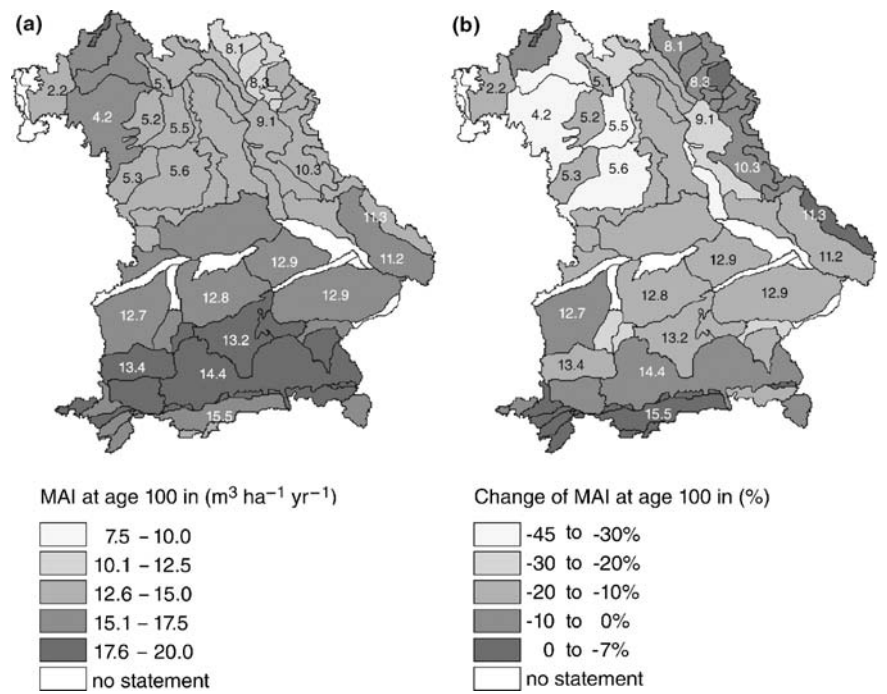 (a)
8.1
8.3
2.2
5.1
4.2
5.2
5.5
9.1
5.3
5.6
10.3
11.3
11.2
12.9
12.8
12.9
12.7
13.2
13.4
14.4
15.5
MAI at age 100 in (m³ ha⁻¹ yr⁻¹)
7.5 – 10.0
10.1 – 12.5
12.6 – 15.0
15.1 – 17.5
17.6 – 20.0
no statement
(b)
8.1
8.3
2.2
5.1
4.2
5.2
5.5
9.1
5.3
5.6
10.3
11.3
11.2
12.9
12.8
12.9
12.7
13.2
13.4
14.4
15.5
Change of MAI at age 100 in (%)
-45 to -30%
-30 to -20%
-20 to -10%
-10 to 0%
0 to -7%
no statement